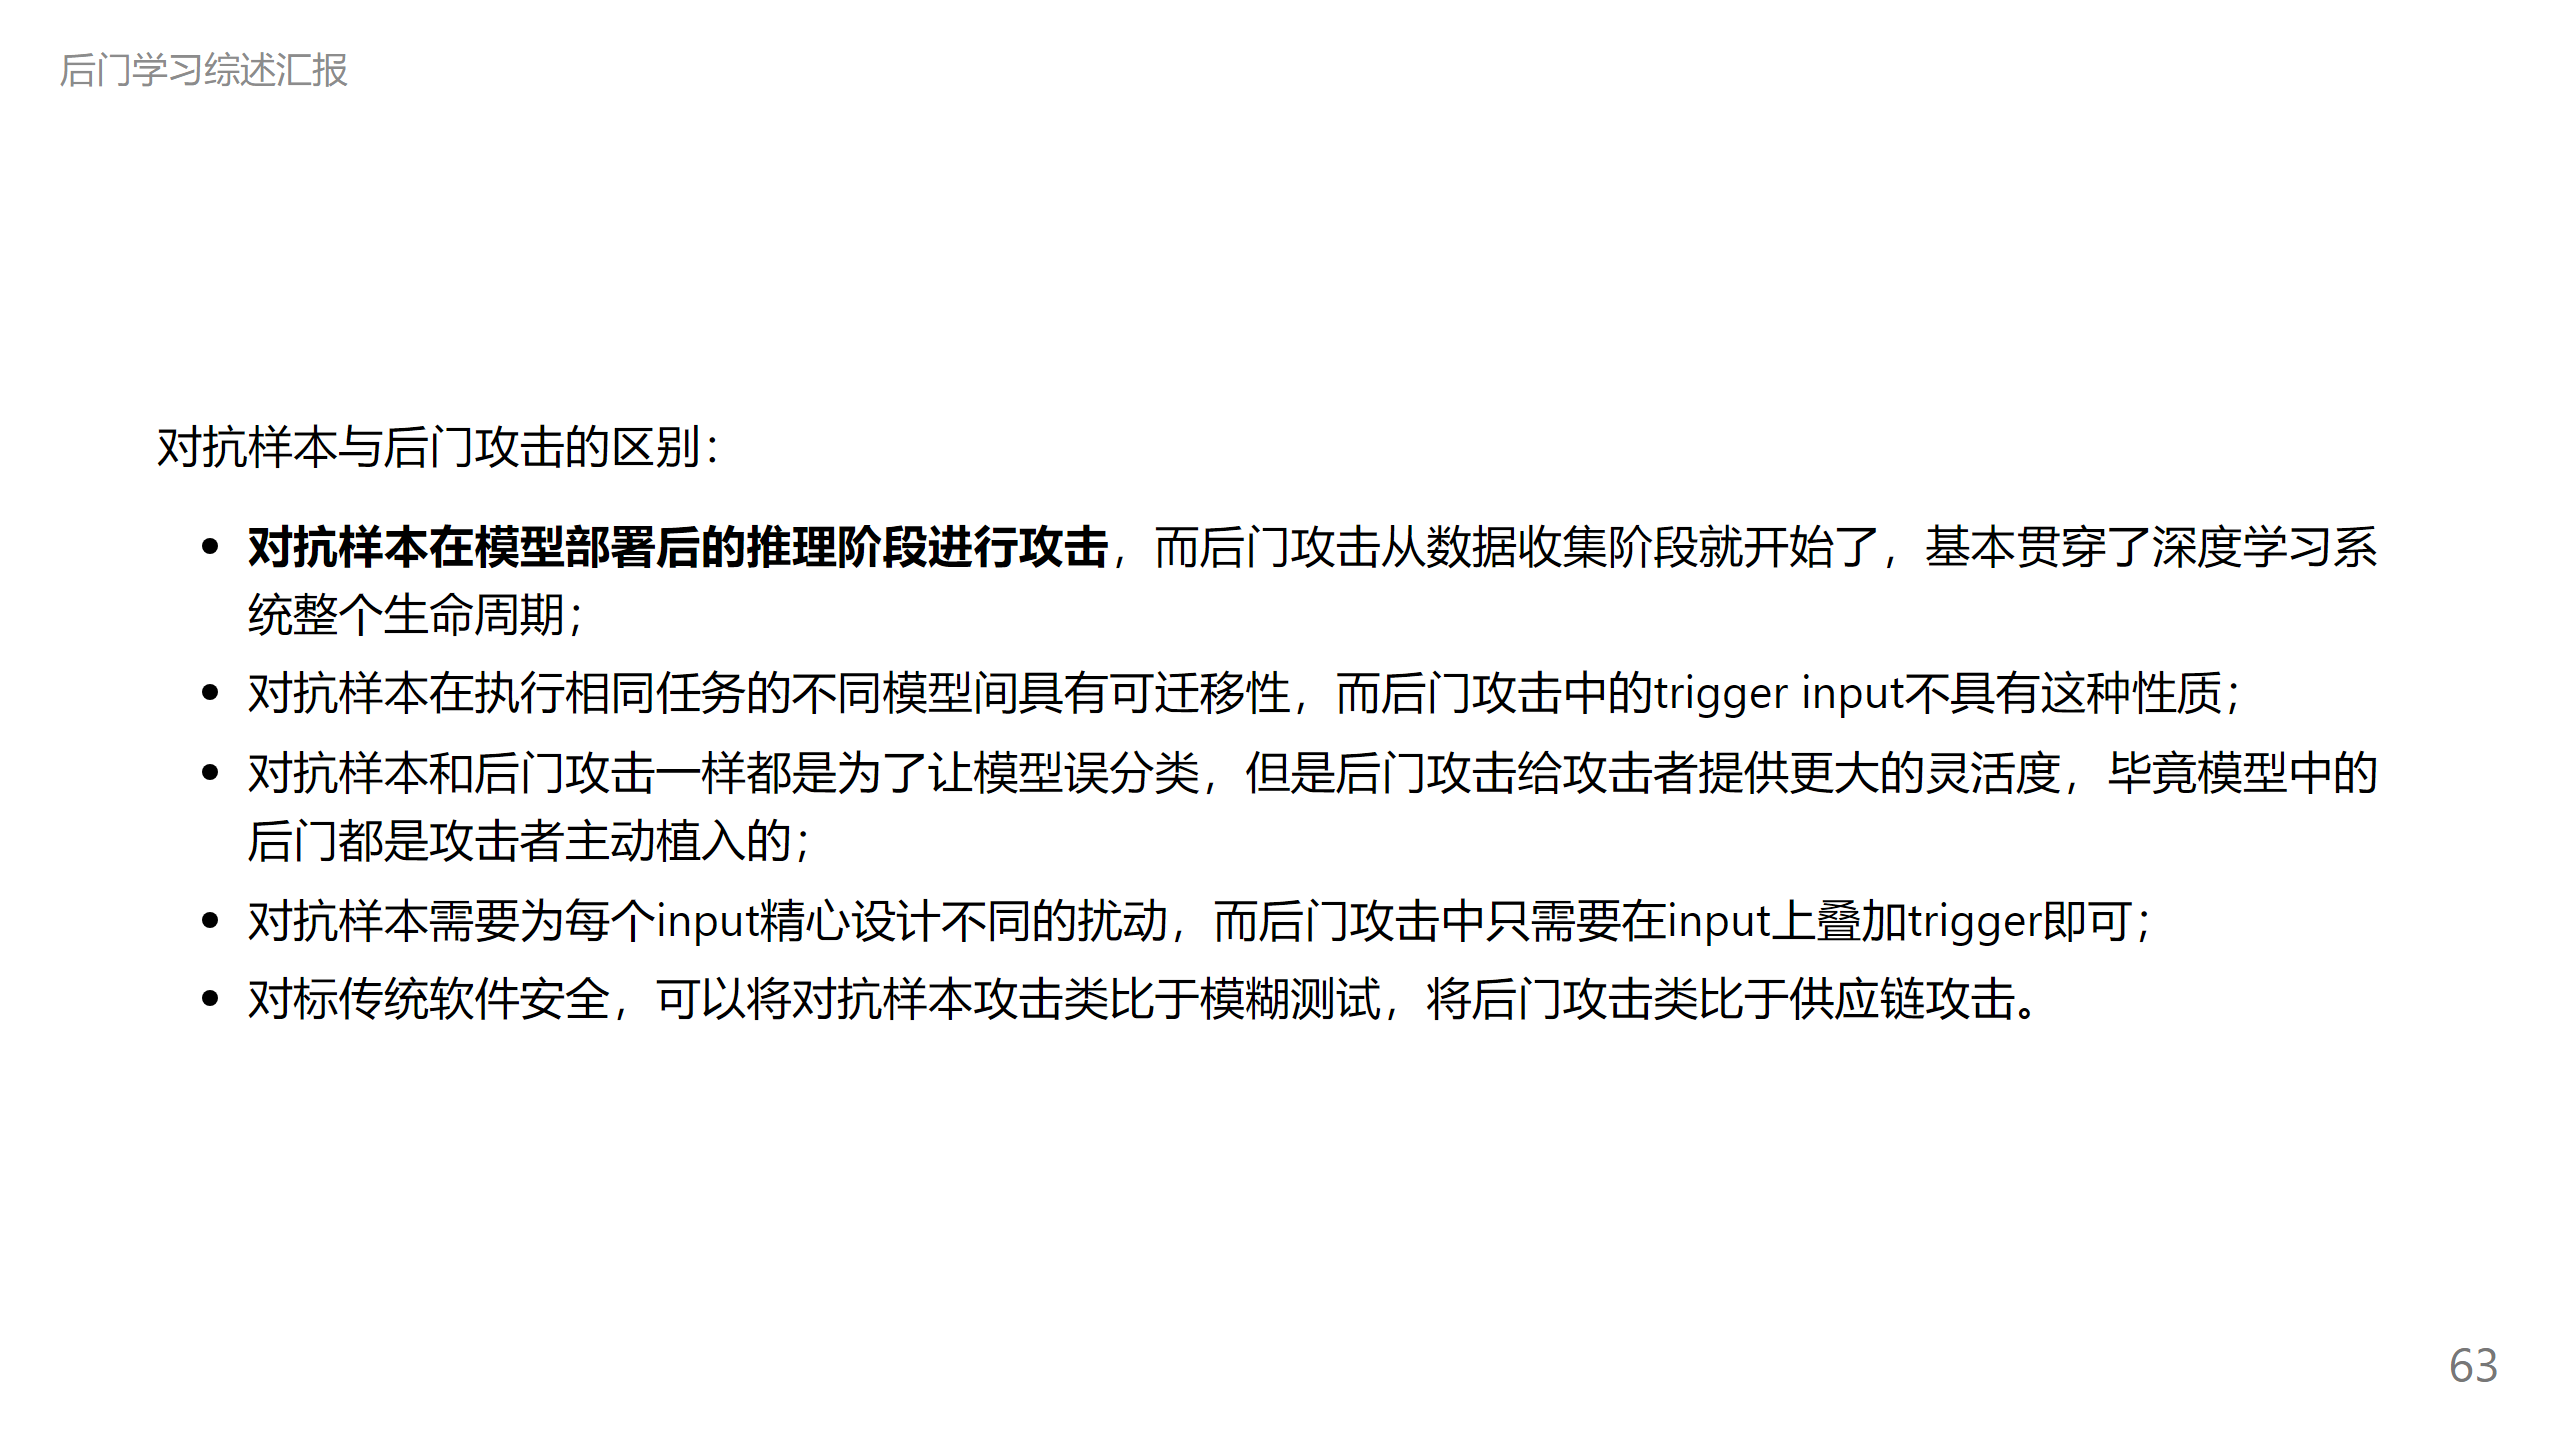 后门学习综述汇报
对抗样本与后门攻击的区别：
• 对抗样本在模型部署后的推理阶段进行攻击，而后门攻击从数据收集阶段就开始了，基本贯穿了深度学习系
统整个生命周期；
• 对抗样本在执行相同任务的不同模型间具有可迁移性，而后门攻击中的trigger input不具有这种性质；
• 对抗样本和后门攻击一样都是为了让模型误分类，但是后门攻击给攻击者提供更大的灵活度，毕竟模型中的
后门都是攻击者主动植入的；
• 对抗样本需要为每个input精心设计不同的扰动，而后门攻击中只需要在input上叠加trigger即可；
• 对标传统软件安全，可以将对抗样本攻击类比于模糊测试，将后门攻击类比于供应链攻击。
63